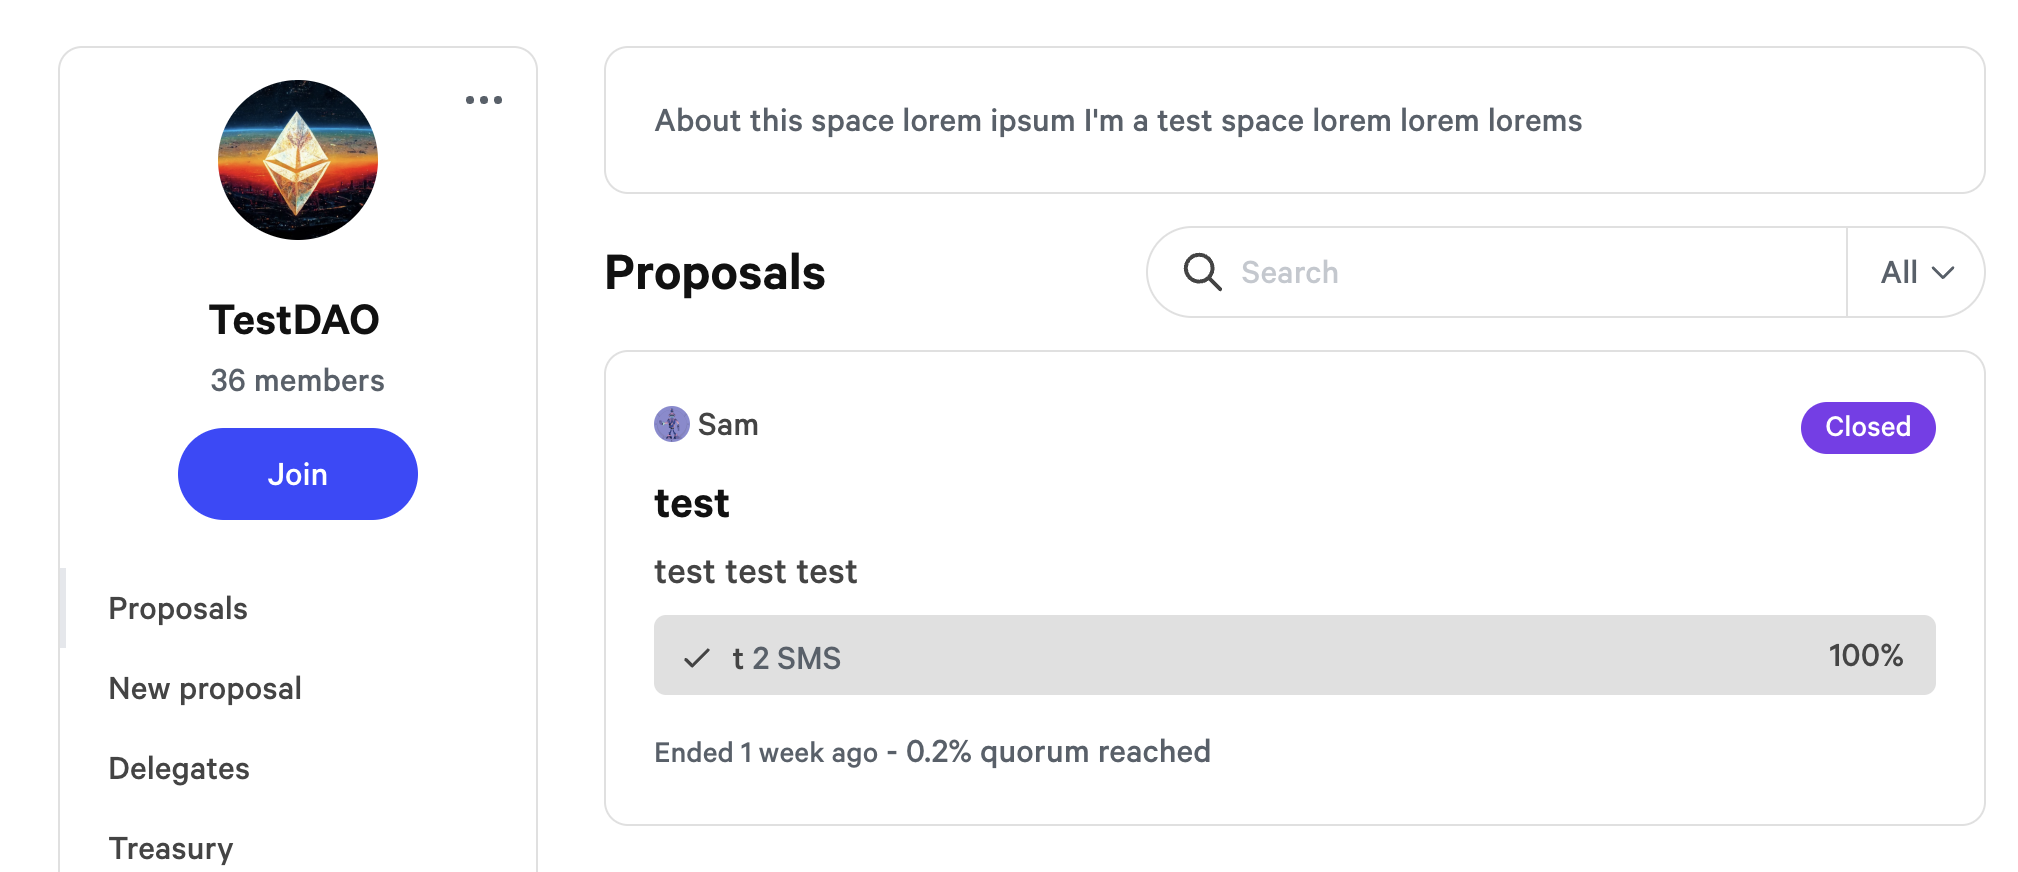 TestDAO
36 members
Join
Proposals
New proposal
Delegates
Treasury
About this space lorem ipsum I'm a test space lorem lorem lorems
Proposals
Search
All
Sam
Closed
test
test test test
t 2 SMS 100%
Ended 1 week ago - 0.2% quorum reached